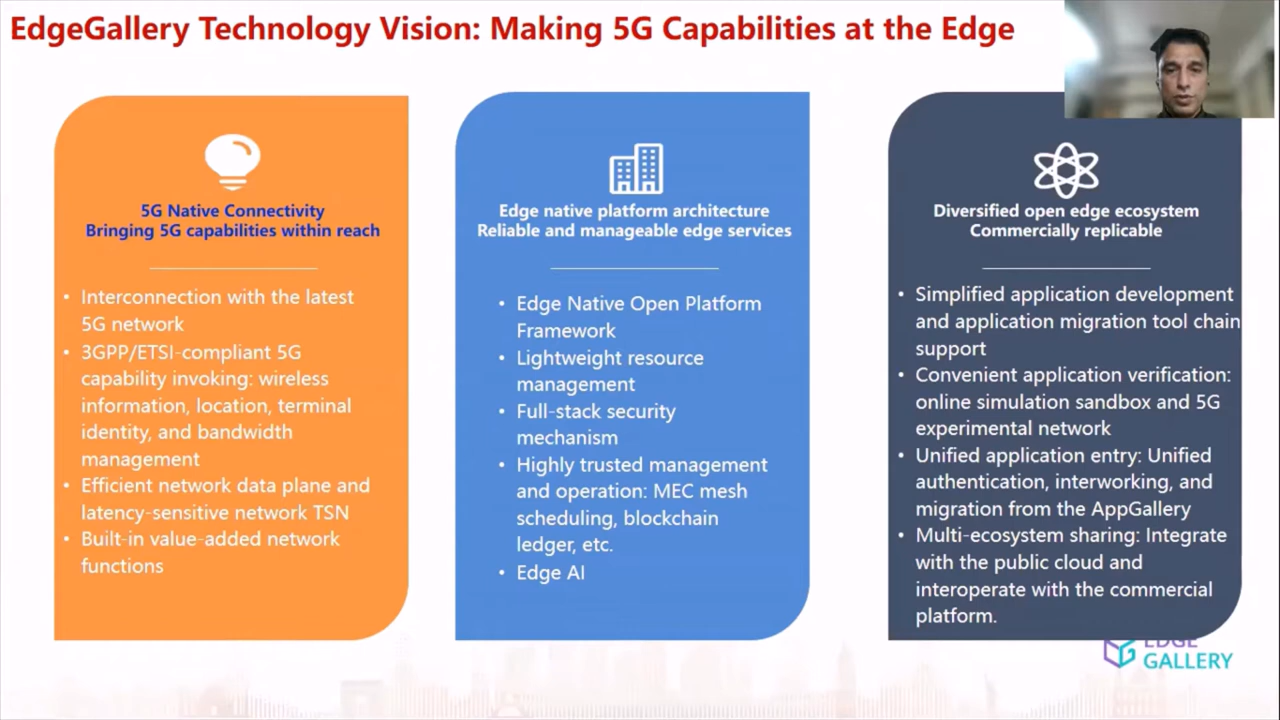 EdgeGallery Technology Vision: Making 5G Capabilities at the Edge
5G Native Connectivity
Bringing 5G capabilities within reach
• Interconnection with the latest
5G network
• 3GPP/ETSI-compliant 5G
capability invoking: wireless
information, location, terminal
identity, and bandwidth
management
• Efficient network data plane and
latency-sensitive network TSN
• Built-in value-added network
functions
Edge native platform architecture
Reliable and manageable edge services
• Edge Native Open Platform
Framework
• Lightweight resource
management
• Full-stack security
mechanism
• Highly trusted management
and operation: MEC mesh
scheduling, blockchain
ledger, etc.
• Edge AI
Diversified open edge ecosystem
Commercially replicable
• Simplified application development
and application migration tool chain
support
• Convenient application verification:
online simulation sandbox and 5G
experimental network
• Unified application entry: Unified
authentication, interworking, and
migration from the AppGallery
• Multi-ecosystem sharing: Integrate
with the public cloud and
interoperate with the commercial
platform.
EDGE
GALLERY